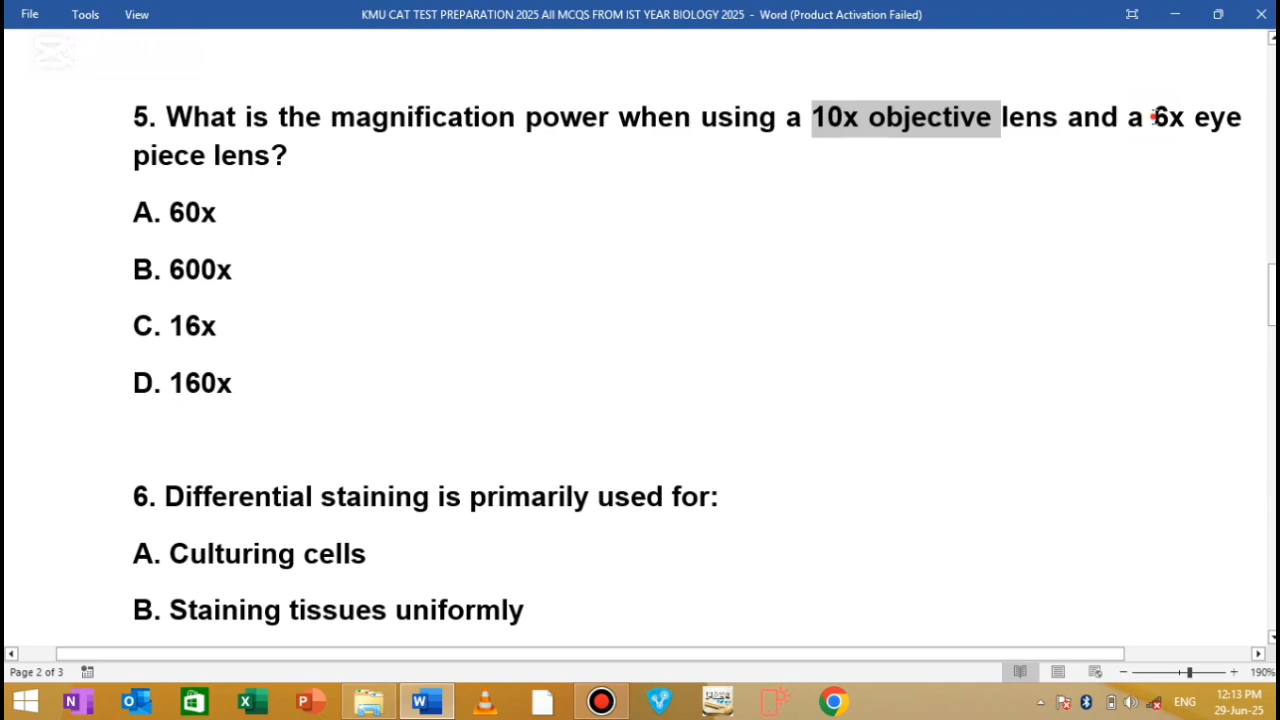 File Tools View KMU CAT TEST PREPARATION 2025 All MCQS FROM IST YEAR BIOLOGY 2025 - Word (Product Activation Failed)
5. What is the magnification power when using a 10x objective lens and a 6x eye
piece lens?
A. 60x
B. 600x
C. 16x
D. 160x
6. Differential staining is primarily used for:
A. Culturing cells
B. Staining tissues uniformly
Page 2 of 3 190%
ENG 12:13 PM
29-Jun-25